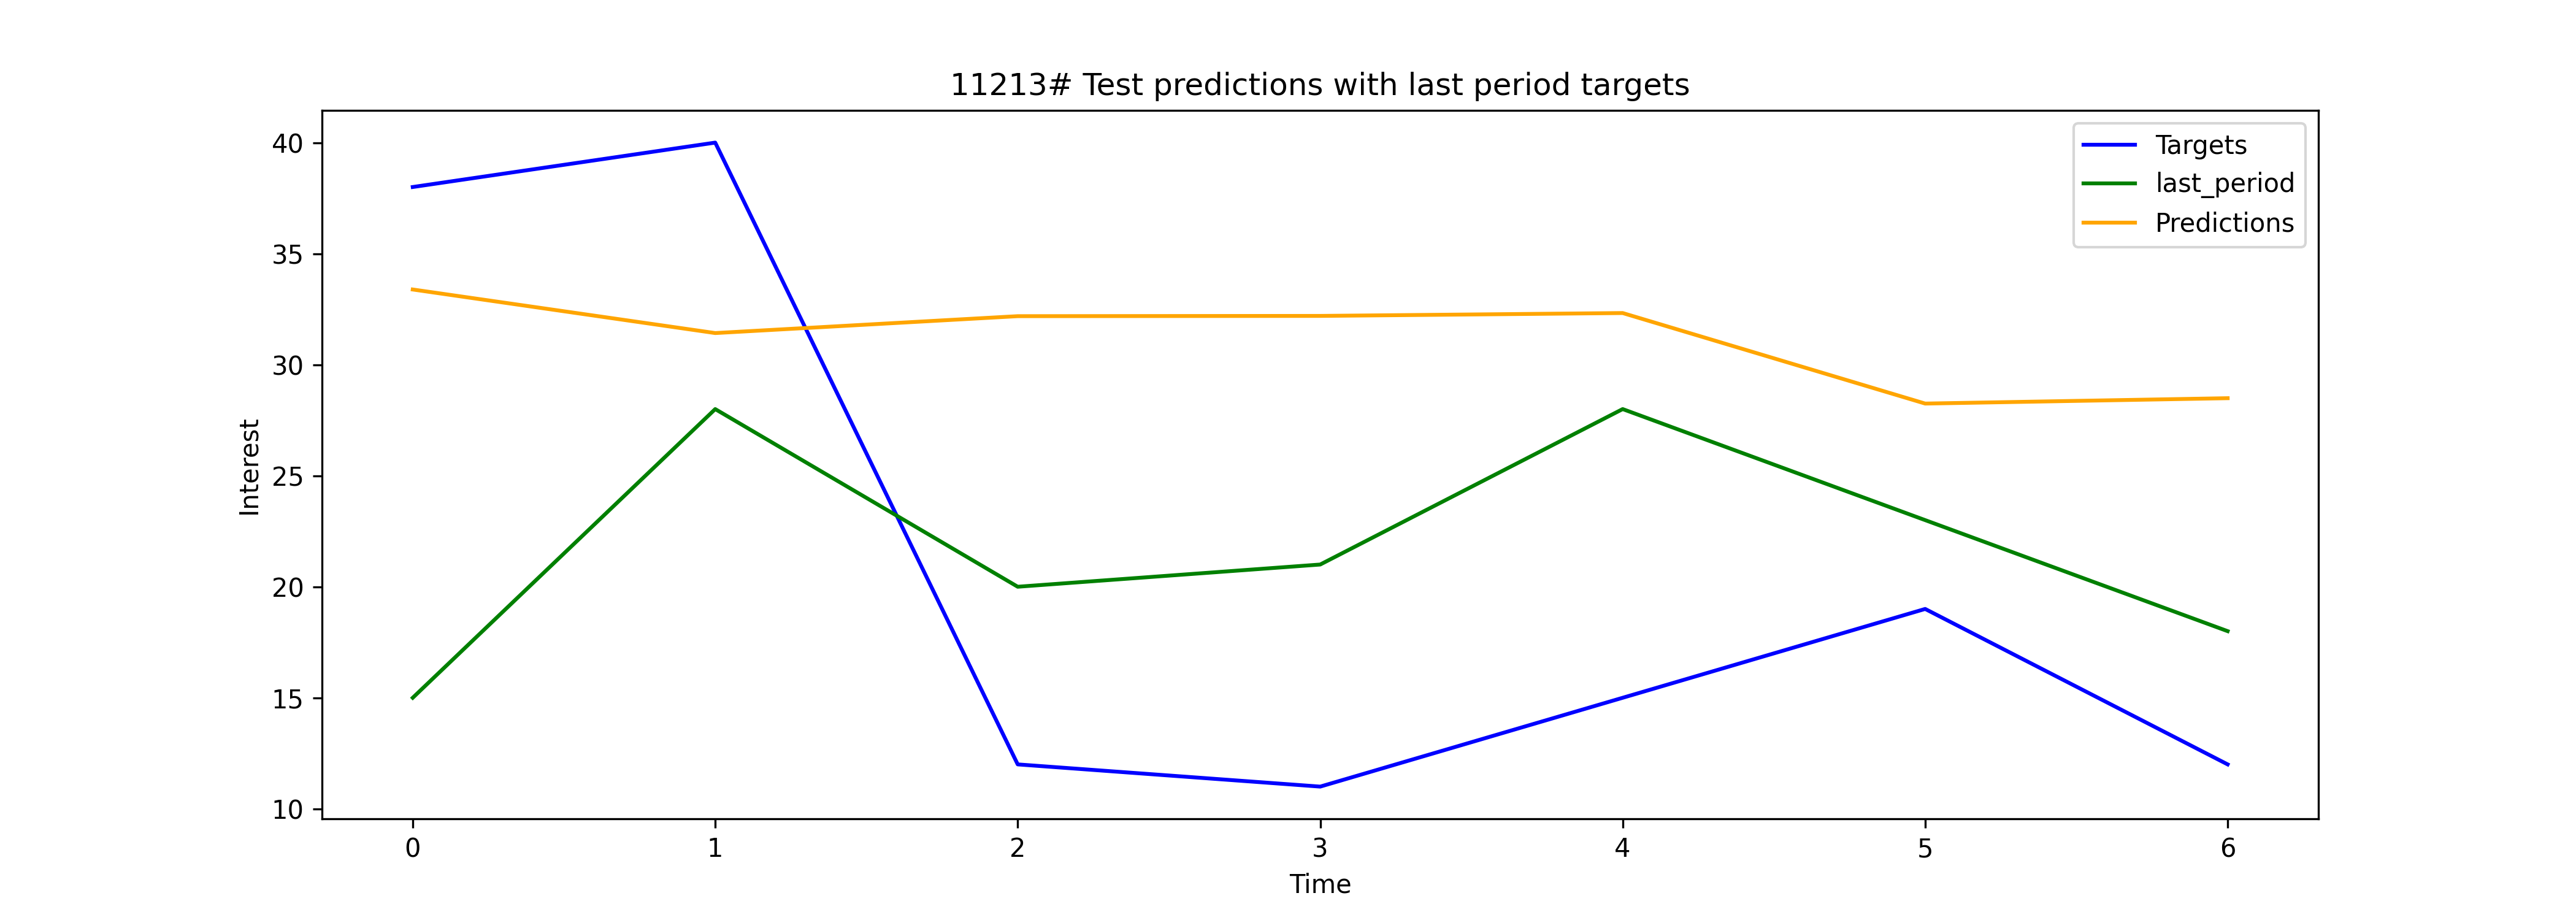 11213# Test predictions with last period targets
Targets
last_period
Predictions
40
35
30
25
20
15
10
Interest
0 1 2 3 4 5 6
Time